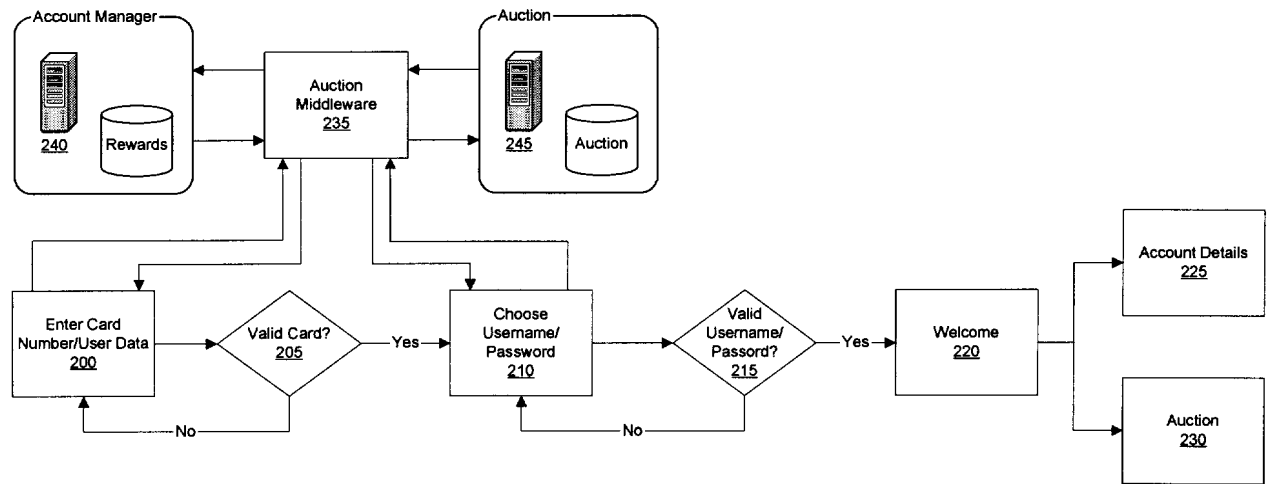 Account Manager
240
Rewards
Auction
Middleware
235
Auction
245
Auction
Enter Card
Number/User Data
200
Valid Card?
205
Yes
No
Choose
Username/
Password
210
Valid
Username/
Passord?
215
Yes
No
Welcome
220
Account Details
225
Auction
230